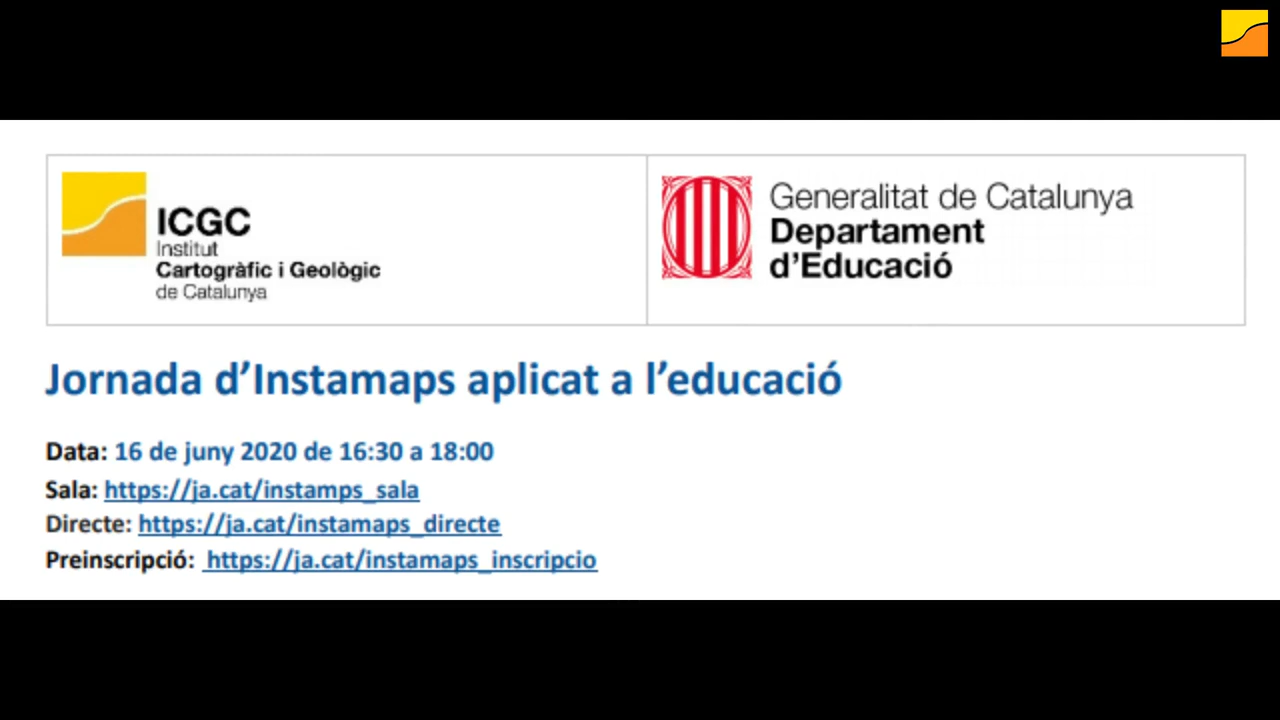 ICGC
Institut
Cartogràfic i Geològic
de Catalunya
Generalitat de Catalunya
Departament
d'Educació
Jornada d’Instamaps aplicat a l’educació
Data: 16 de juny 2020 de 16:30 a 18:00
Sala: https://ja.cat/instamps_sala
Directe: https://ja.cat/instamaps_directe
Preinscripció: https://ja.cat/instamaps_inscripcio